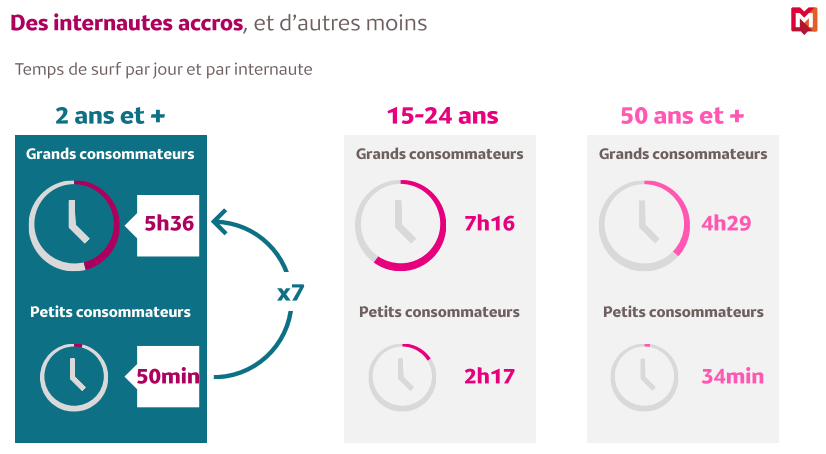 Des internautes accros, et d'autres moins
M
Temps de surf par jour et par internaute
2 ans et +
Grands consommateurs
5h36
x7
Petits consommateurs
50min
15-24 ans
Grands consommateurs
7h16
Petits consommateurs
2h17
50 ans et +
Grands consommateurs
4h29
Petits consommateurs
34min